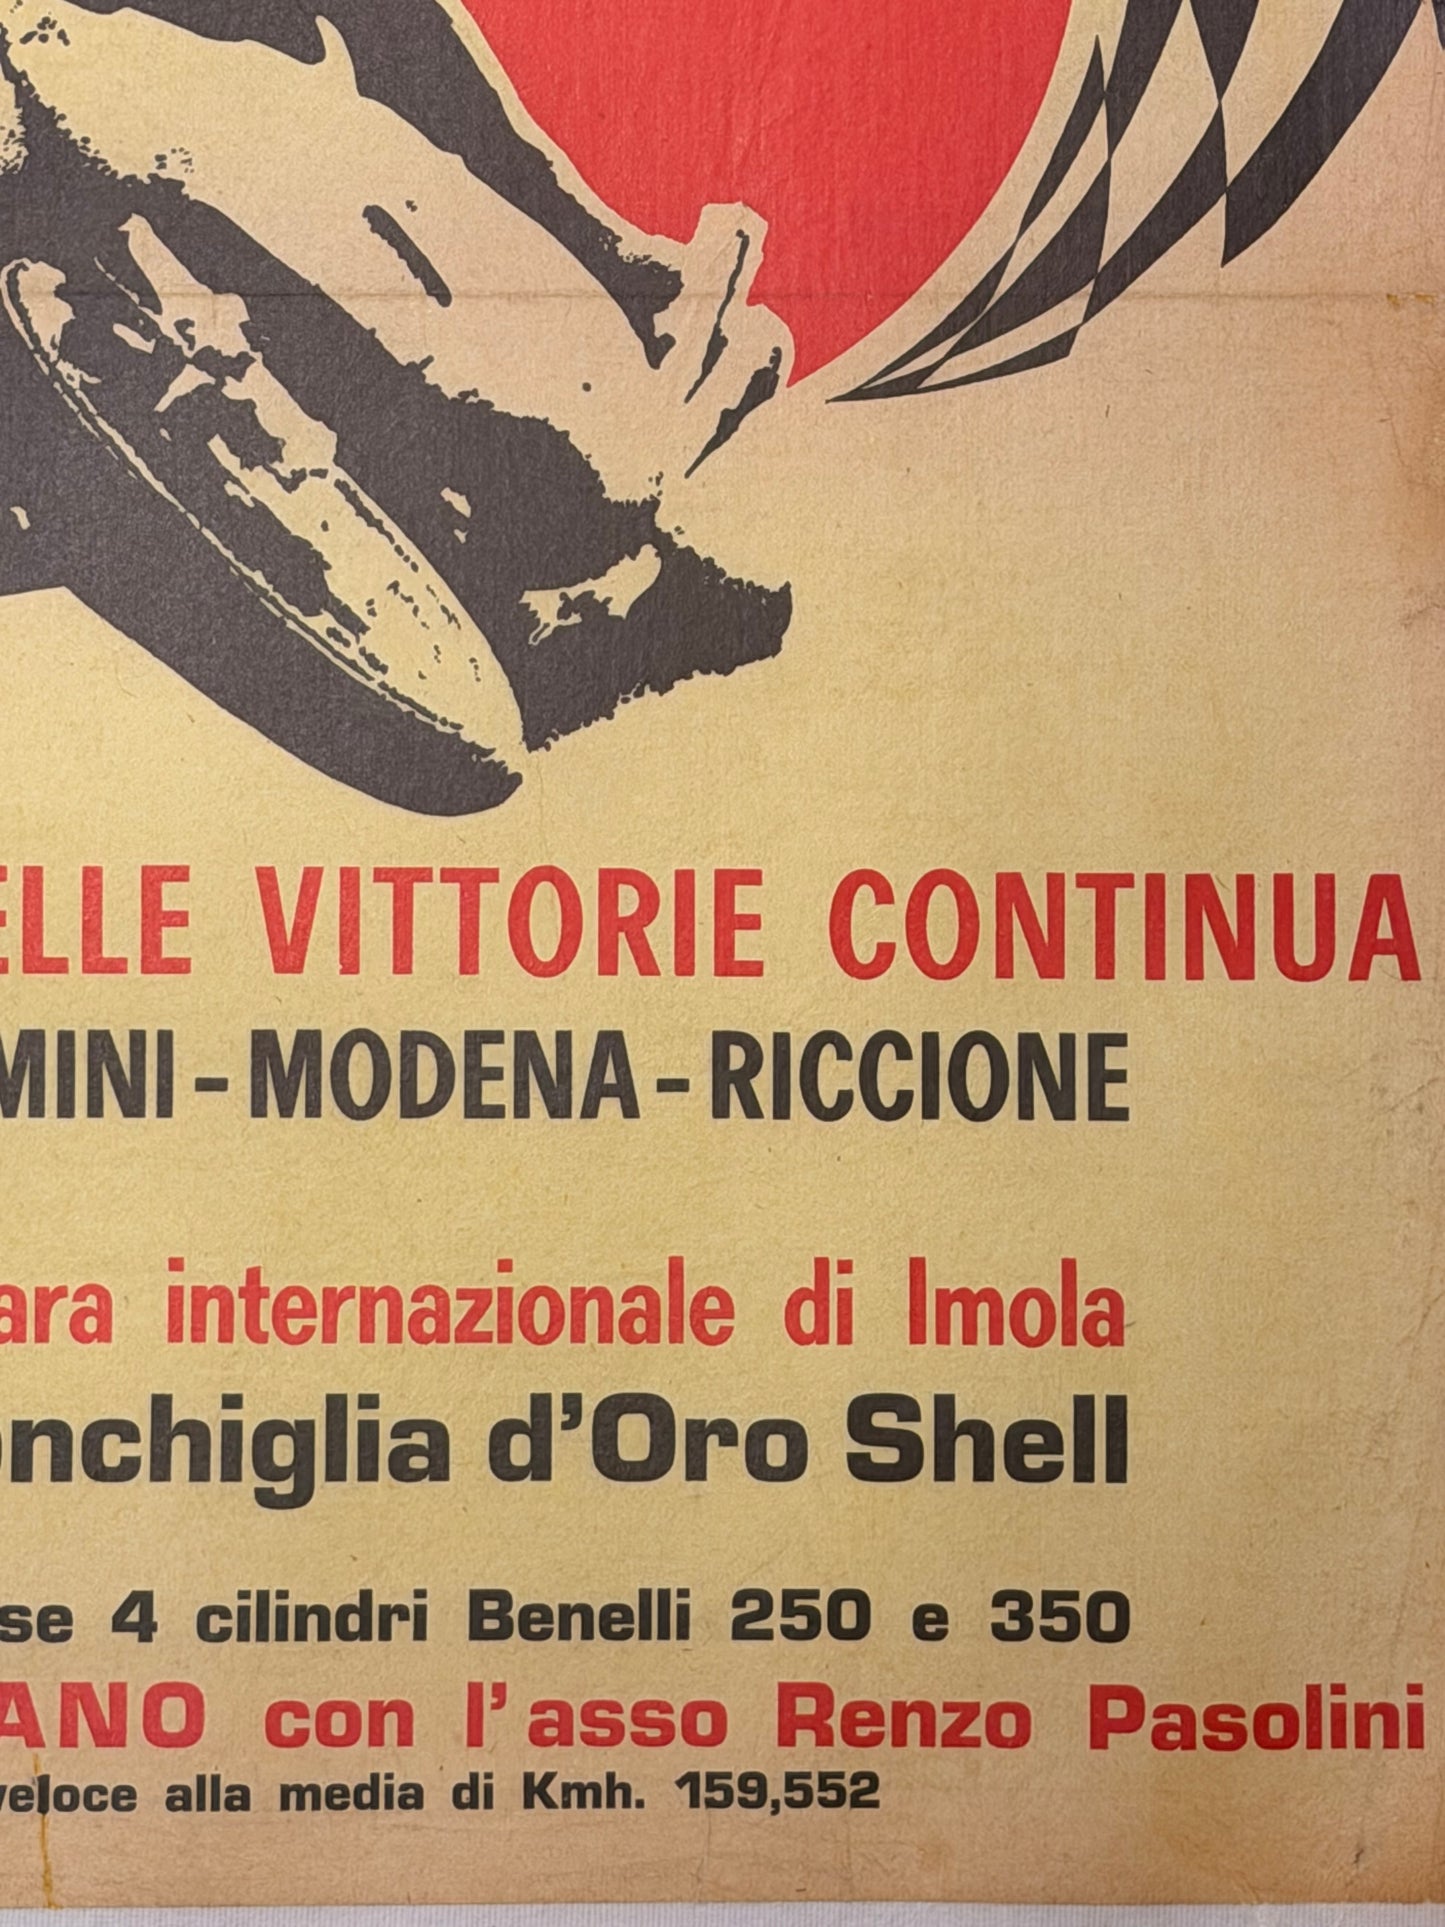 ELLE VITTORIE CONTINUA
MINI - MODENA - RICCIONE
ara internazionale di Imola
onchiglia d'Oro Shell
se 4 cilindri Benelli 250 e 350
ANO con l'asso Renzo Pasolini
veloce alla media di Kmh. 159,552